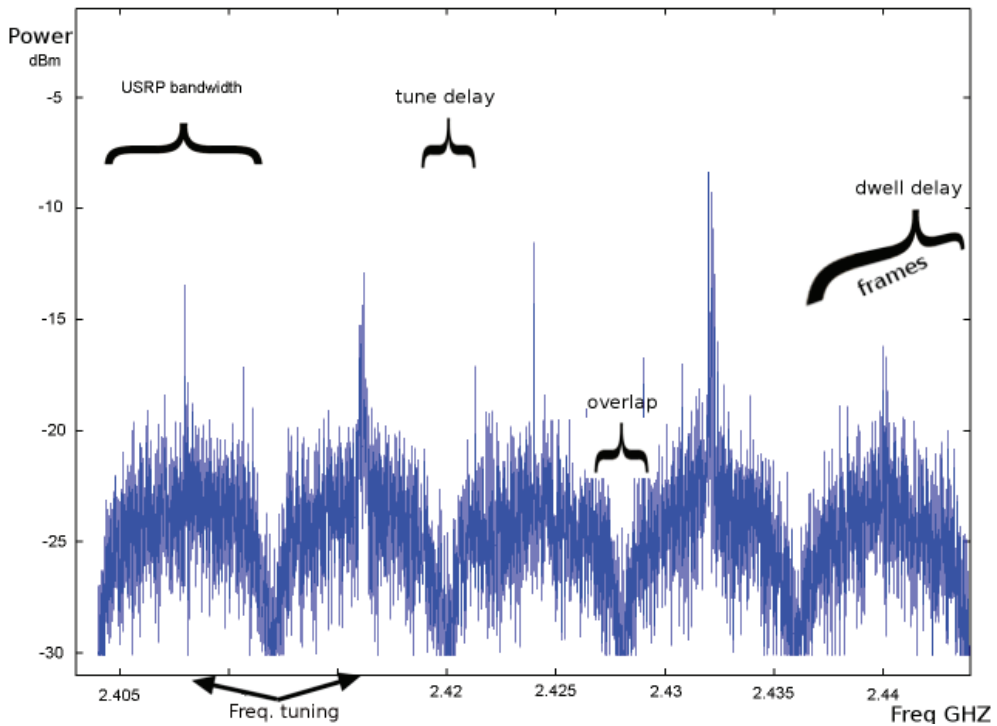 Power
dBm
USRP bandwidth
tune delay
dwell delay
frames
overlap
-5
-10
-15
-20
-25
-30
2.405
2.42
2.425
2.43
2.435
2.44
Freq. tuning
Freq GHZ